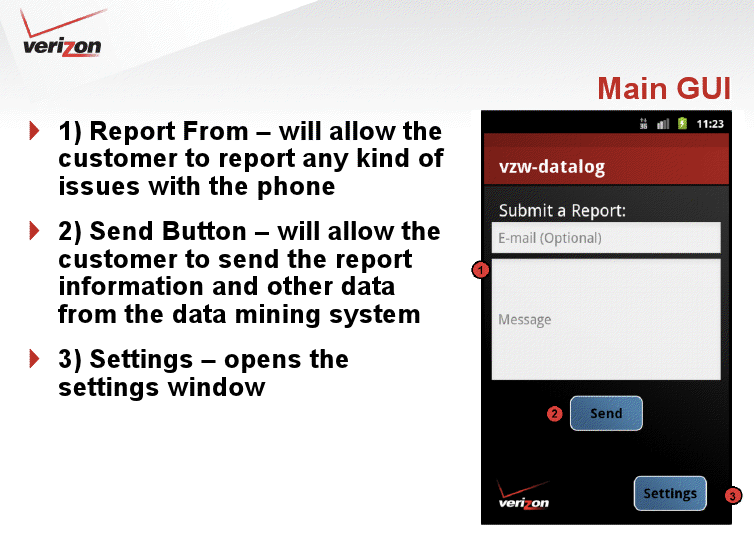 verizon
Main GUI
1) Report From – will allow the
customer to report any kind of
issues with the phone
2) Send Button – will allow the
customer to send the report
information and other data
from the data mining system
3) Settings – opens the
settings window
3G
11:23
vzw-datalog
Submit a Report:
E-mail (Optional)
1
Message
2
Send
Settings
3
verizon